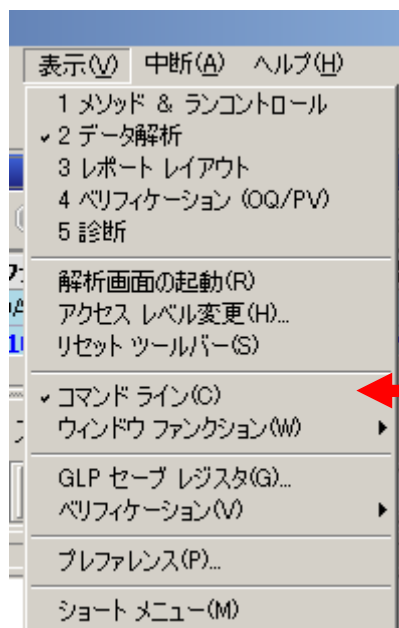 表示(V) 中断(A) ヘルプ(H)
1 メソッド & ランコントロール
✓2 データ解析
3 レポート レイアウト
4 ベリフィケーション (OQ/PV)
5 診断
解析画面の起動(R)
アクセス レベル変更(H)...
リセット ツールバー(S)
✓コマンド ライン(C)
ウィンドウ ファンクション(W)
GLP セーブ レジスタ(G)...
ベリフィケーション(V)
プレファレンス(P)...
ショート メニュー(M)